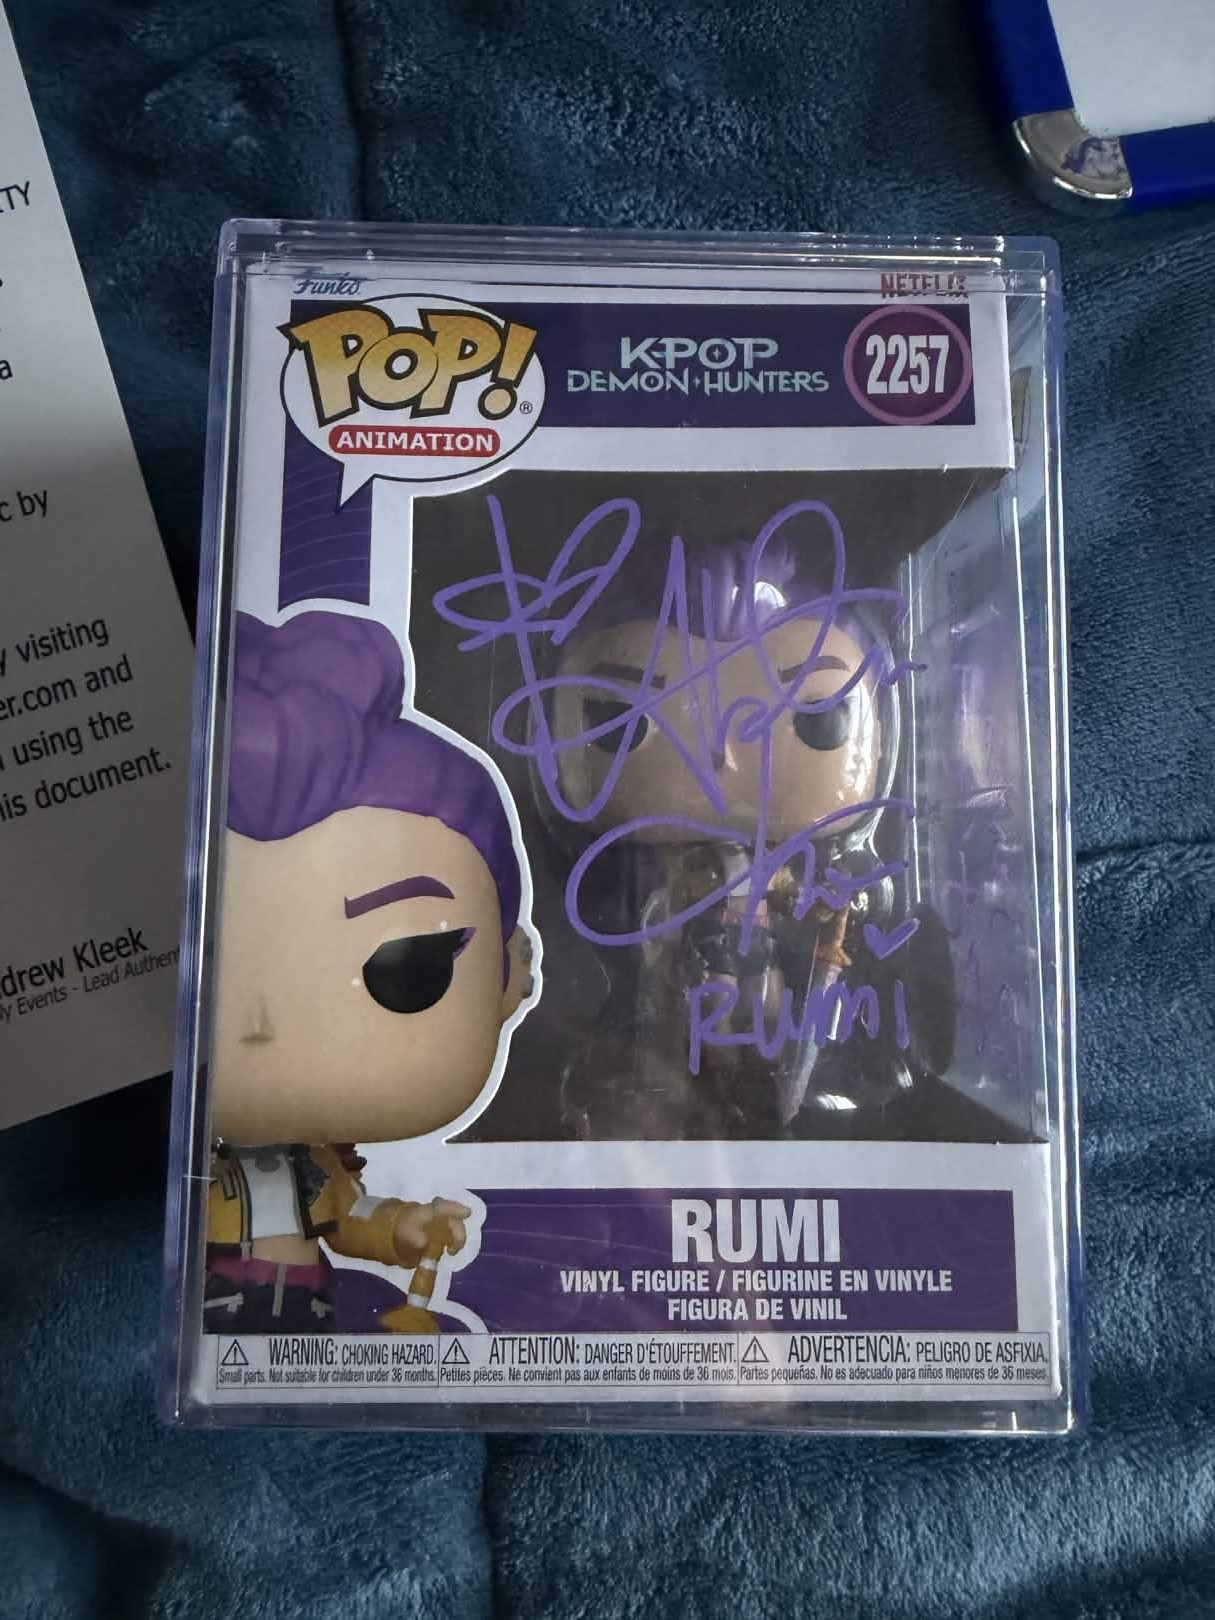 TY
a
c by
y visiting
er.com and
using the
his document.
drew Kleek
ly Events - Lead Authent
Funko
NETFLIX
POP!®
ANIMATION
K-POP
DEMON HUNTERS
2257
RUMI
RUMI
VINYL FIGURE / FIGURINE EN VINYLE
FIGURA DE VINIL
WARNING: CHOKING HAZARD.
Small parts. Not suitable for children under 36 months.
ATTENTION: DANGER D'ÉTOUFFEMENT.
Petites pièces. Ne convient pas aux enfants de moins de 36 mois.
ADVERTENCIA: PELIGRO DE ASFIXIA.
Partes pequeñas. No es adecuado para niños menores de 36 meses.